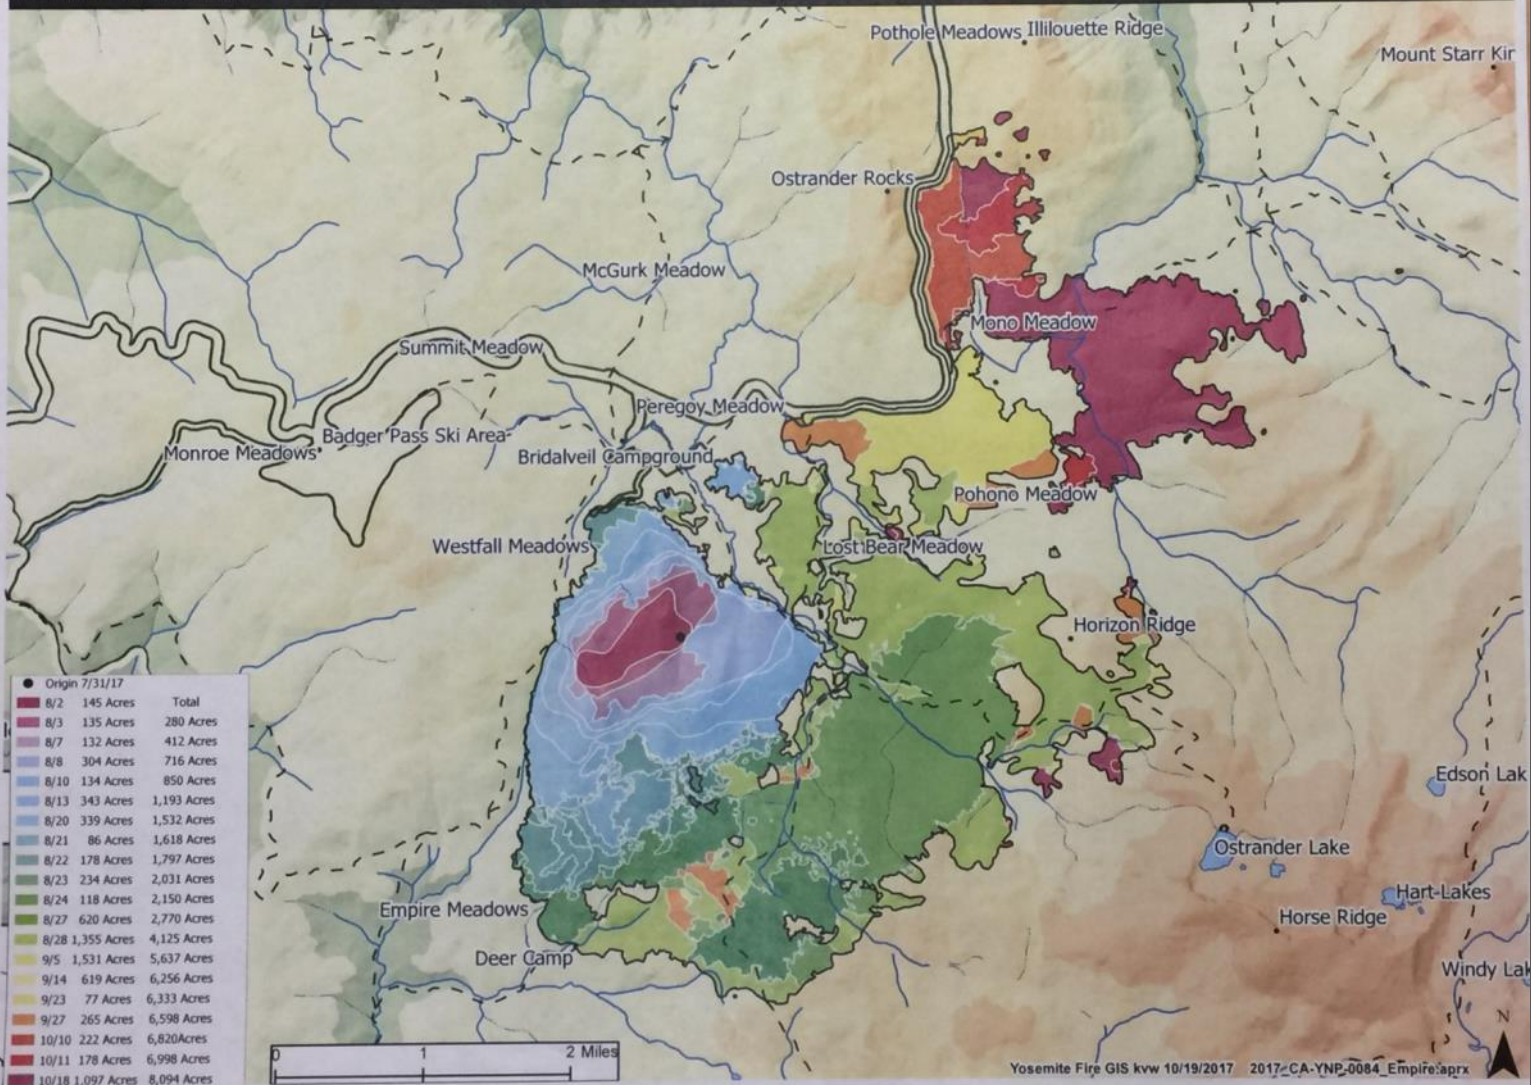 Pothole Meadows Illilouette Ridge
Mount Starr Kin
Ostrander Rocks
McGurk Meadow
Mono Meadow
Summit Meadow
Peregoy Meadow
Badger Pass Ski Area
Monroe Meadows
Bridalveil Campground
Pohono Meadow
Westfall Meadows
Lost Bear Meadow
Horizon Ridge
Edson Lak
Ostrander Lake
Hart Lakes
Horse Ridge
Empire Meadows
Deer Camp
Windy Lak
Origin 7/31/17
8/2 145 Acres Total
8/3 135 Acres 280 Acres
8/7 132 Acres 412 Acres
8/8 304 Acres 716 Acres
8/10 134 Acres 850 Acres
8/13 343 Acres 1,193 Acres
8/20 339 Acres 1,532 Acres
8/21 86 Acres 1,618 Acres
8/22 178 Acres 1,797 Acres
8/23 234 Acres 2,031 Acres
8/24 118 Acres 2,150 Acres
8/27 620 Acres 2,770 Acres
8/28 1,355 Acres 4,125 Acres
9/5 1,531 Acres 5,637 Acres
9/14 619 Acres 6,256 Acres
9/23 77 Acres 6,333 Acres
9/27 265 Acres 6,598 Acres
10/10 222 Acres 6,820Acres
10/11 178 Acres 6,998 Acres
10/18 1,097 Acres 8,094 Acres
0 1 2 Miles
N
Yosemite Fire GIS kvw 10/19/2017 2017_CA-YNP-0084_Empire.aprx